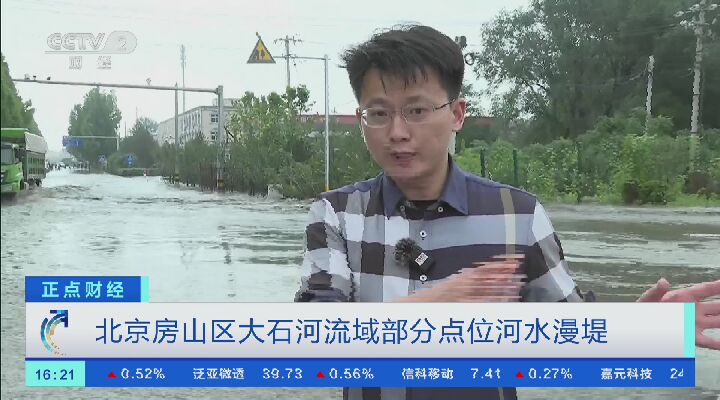 CCTV 2
财经
正点财经
北京房山区大石河流域部分点位河水漫堤
16:21 ▲ 0.52% 泛亚微透 39.73 ▲ 0.56% 信科移动 7.41 ▲ 0.27% 嘉元科技 24